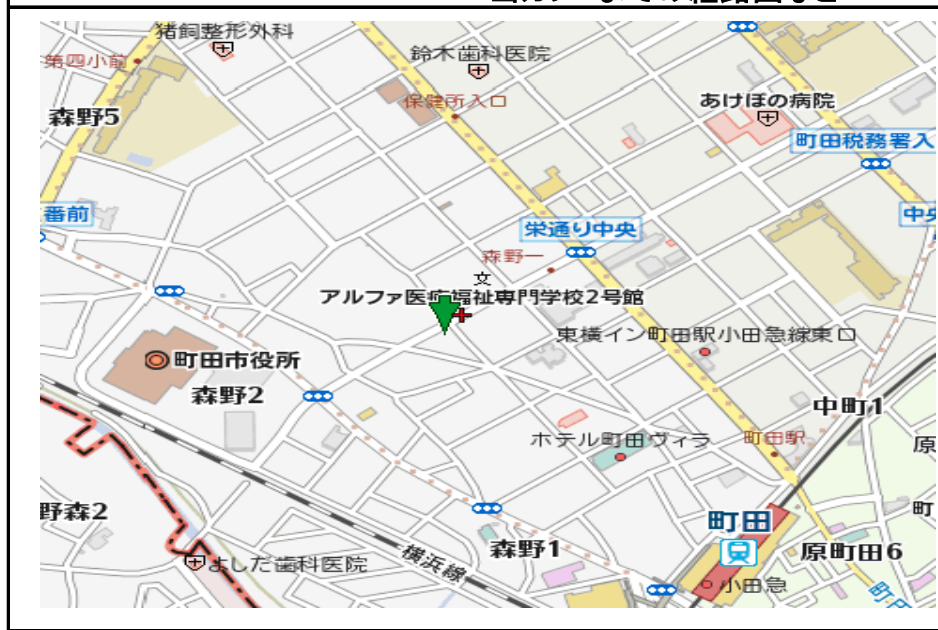 猪飼整形外科
鈴木歯科医院
第四小前
保健所入口
あけぼの病院
森野5
町田税務署入
番前
栄通り中央
中央
森野一
文
アルファ医療福祉専門学校2号館
東横イン町田駅小田急線東口
町田市役所
森野2
中町1
ホテル町田ヴィラ
町田駅
原
野森2
町田
町
横浜線
森野1
原町田6
よしだ歯科医院
小田急
町田